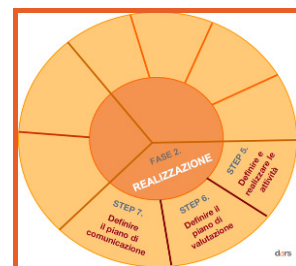 FASE 2.
REALIZZAZIONE
STEP 5.
Definire e
realizzare le
attività
STEP 6.
Definire il
piano di
valutazione
STEP 7.
Definire
il piano di
comunicazione
dors